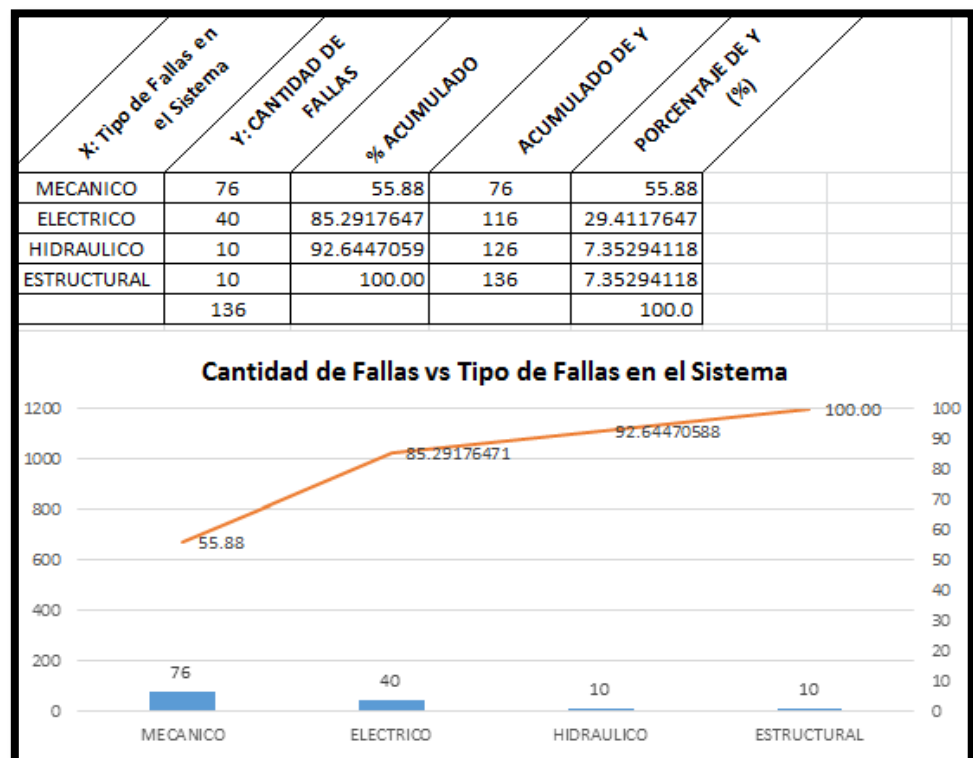 X: Tipo de Fallas en
el Sistema
Y: CANTIDAD DE
FALLAS
% ACUMULADO
ACUMULADO DE Y
PORCENTAJE DE Y
(%)
MECANICO 76 55.88 76 55.88
ELECTRICO 40 85.2917647 116 29.4117647
HIDRAULICO 10 92.6447059 126 7.35294118
ESTRUCTURAL 10 100.00 136 7.35294118
136 100.0
Cantidad de Fallas vs Tipo de Fallas en el Sistema
1200 100.00 100
92.64470588 90
1000 85.29176471 80
70
800
60
600 55.88 50
400 40
30
200 76 40 10 10 20
10
0 0
MECANICO ELECTRICO HIDRAULICO ESTRUCTURAL